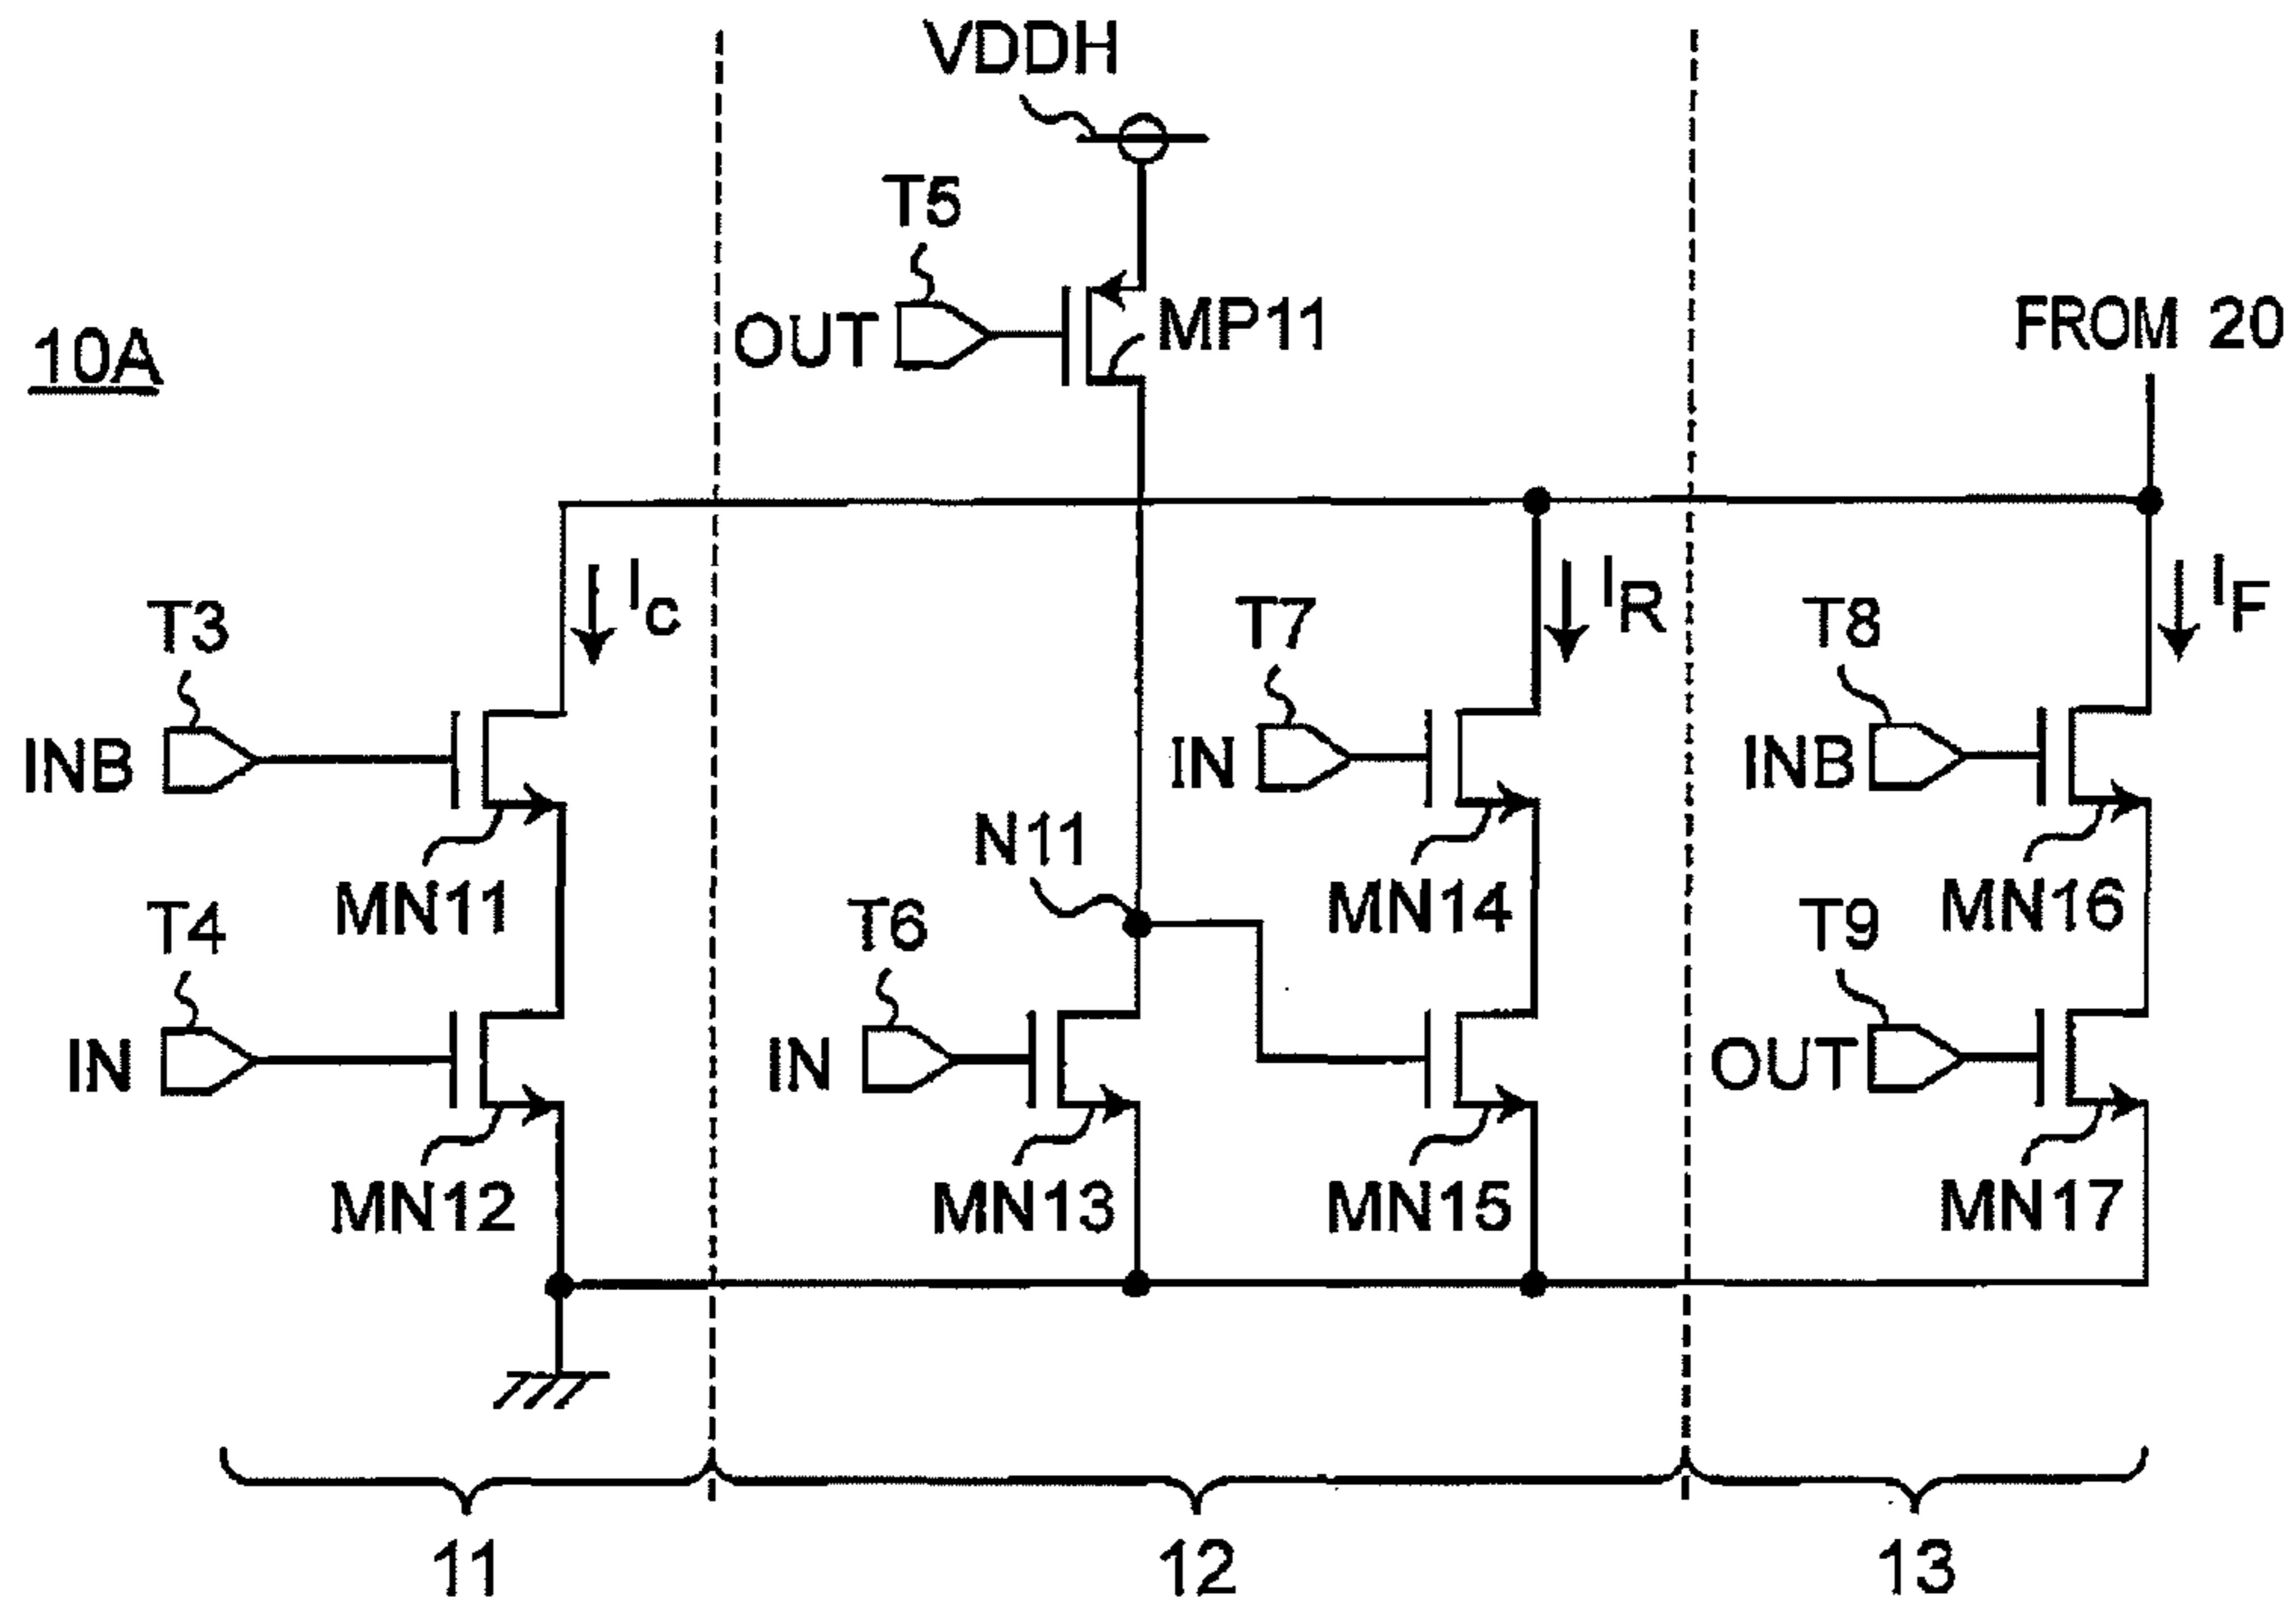 VDDH
T5
OUT
MP11
10A
FROM 20
IC
IR
IF
T3
T7
T8
INB
IN
INB
N11
MN11
MN14
MN16
T4
T6
T9
IN
IN
OUT
MN12
MN13
MN15
MN17
11
12
13